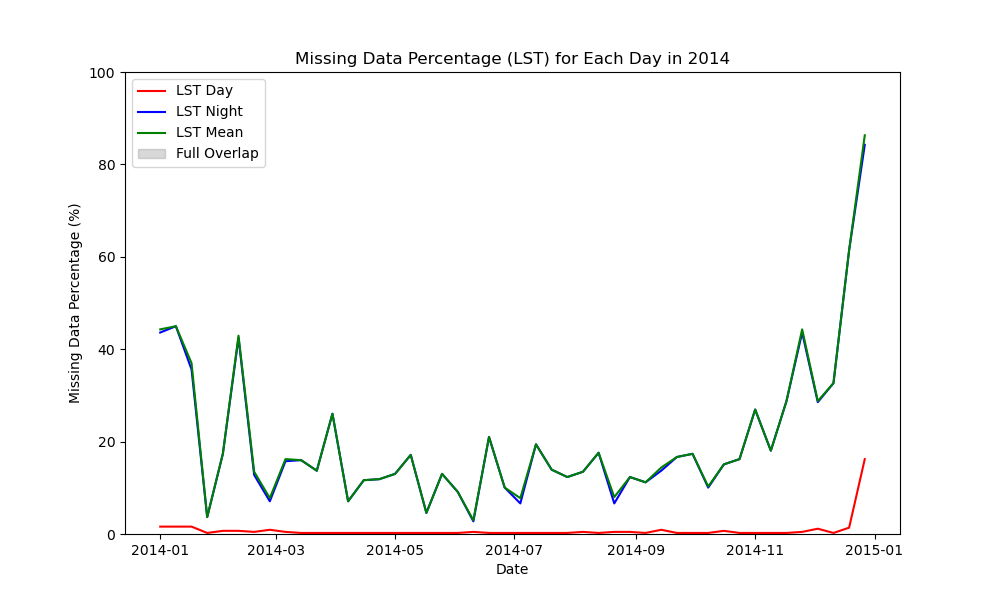 Missing Data Percentage (LST) for Each Day in 2014
100
80
60
40
20
0
Missing Data Percentage (%)
LST Day
LST Night
LST Mean
Full Overlap
2014-01
2014-03
2014-05
2014-07
2014-09
2014-11
2015-01
Date